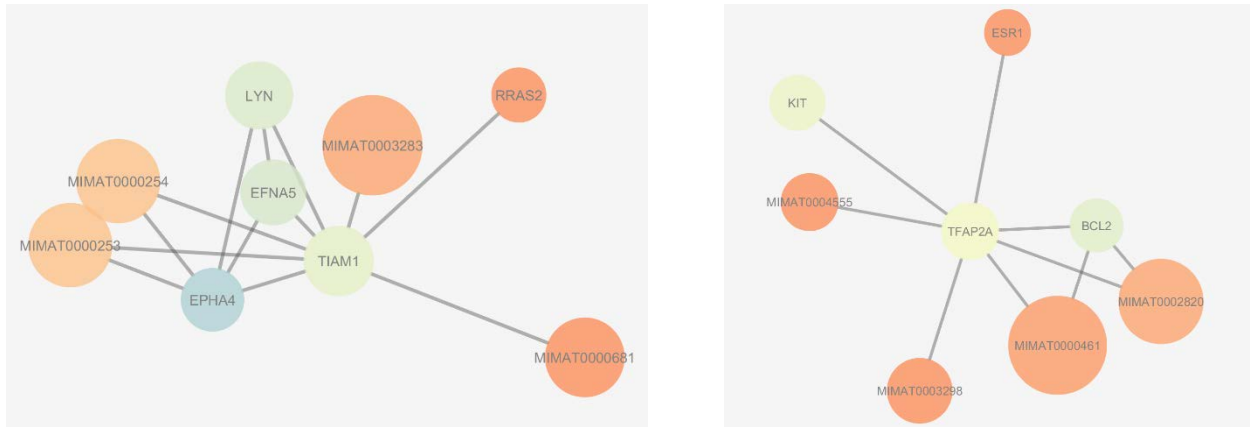 LYN
RRAS2
MIMAT0003283
MIMAT0000254
EFNA5
MIMAT0000253
TIAM1
EPHA4
MIMAT0000681
ESR1
KIT
MIMAT0004555
TFAP2A
BCL2
MIMAT0002820
MIMAT0000461
MIMAT0003298